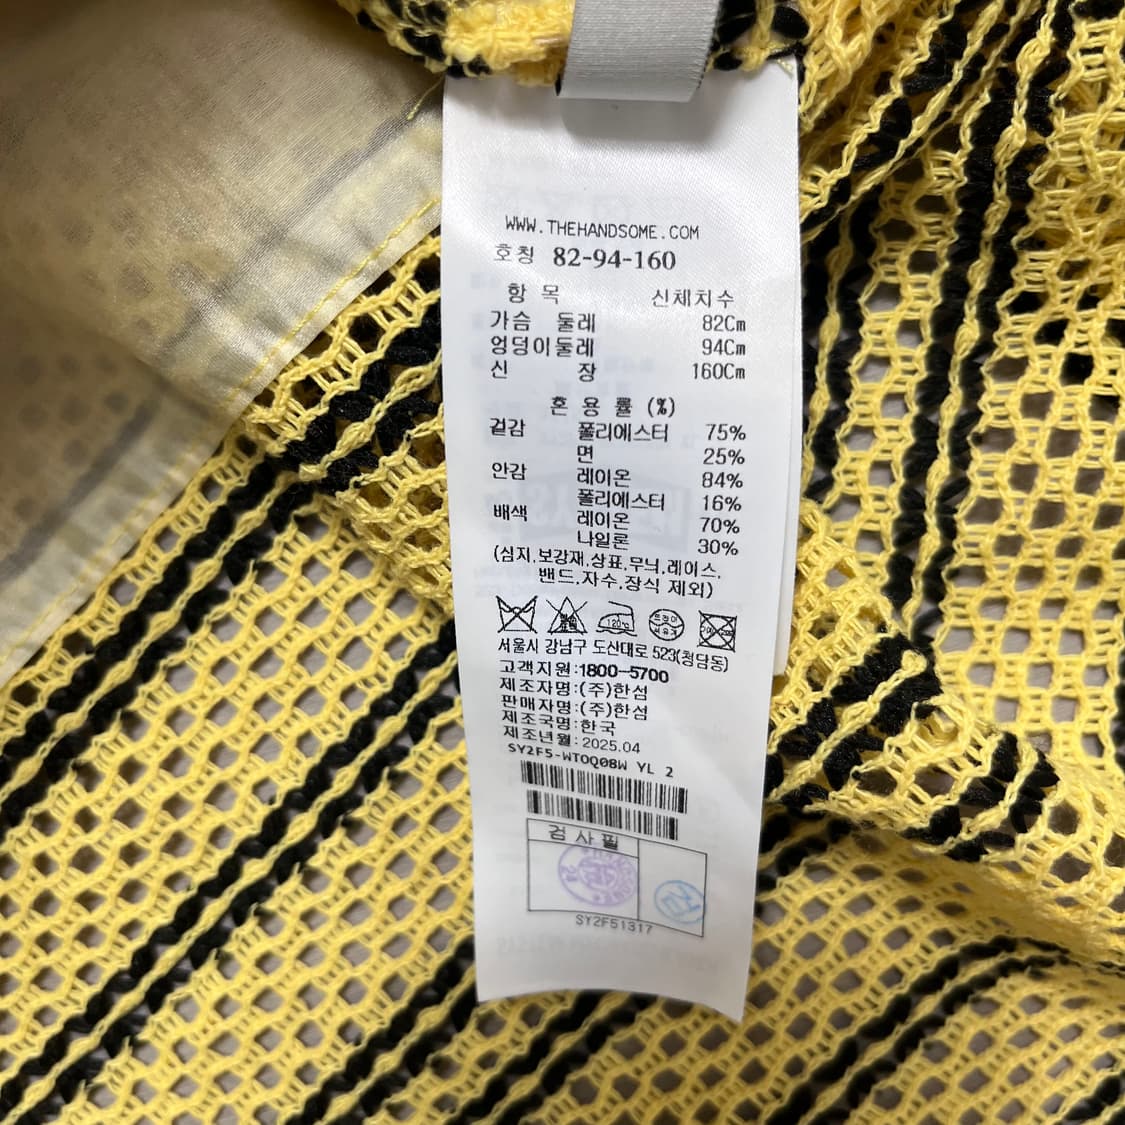 WWW.THEHANDSOME.COM
호칭 82-94-160
항 목 신체치수
가슴 둘레 82Cm
엉덩이둘레 94Cm
신 장 160Cm
혼 용 률 (%)
겉감 폴리에스터 75%
면 25%
안감 레이온 84%
폴리에스터 16%
배색 레이온 70%
나일론 30%
(심지,보강재,상표,무늬,레이스,
밴드,자수,장식 제외)
120℃
서울시 강남구 도산대로 523(청담동)
고객지원:1800-5700
제조자명:(주)한섬
판매자명:(주)한섬
제조국명:한국
제조년월:2025.04
SY2F5-WTOQ08W YL 2
검 사 필
SY2F51317